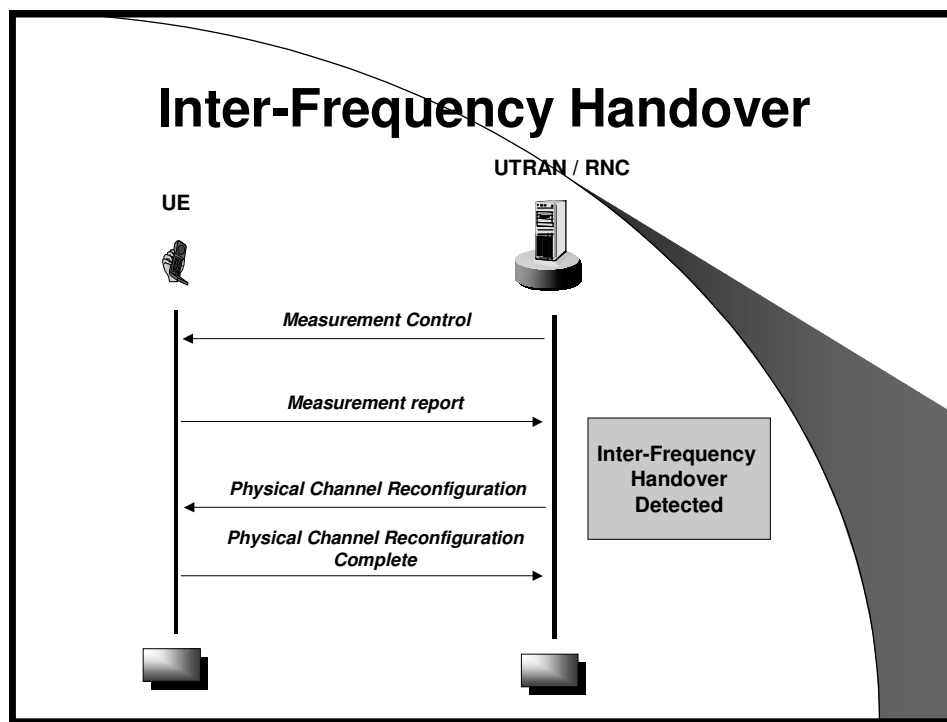 Inter-Frequency Handover
UTRAN / RNC
UE
Measurement Control
Measurement report
Inter-Frequency
Handover
Detected
Physical Channel Reconfiguration
Physical Channel Reconfiguration
Complete